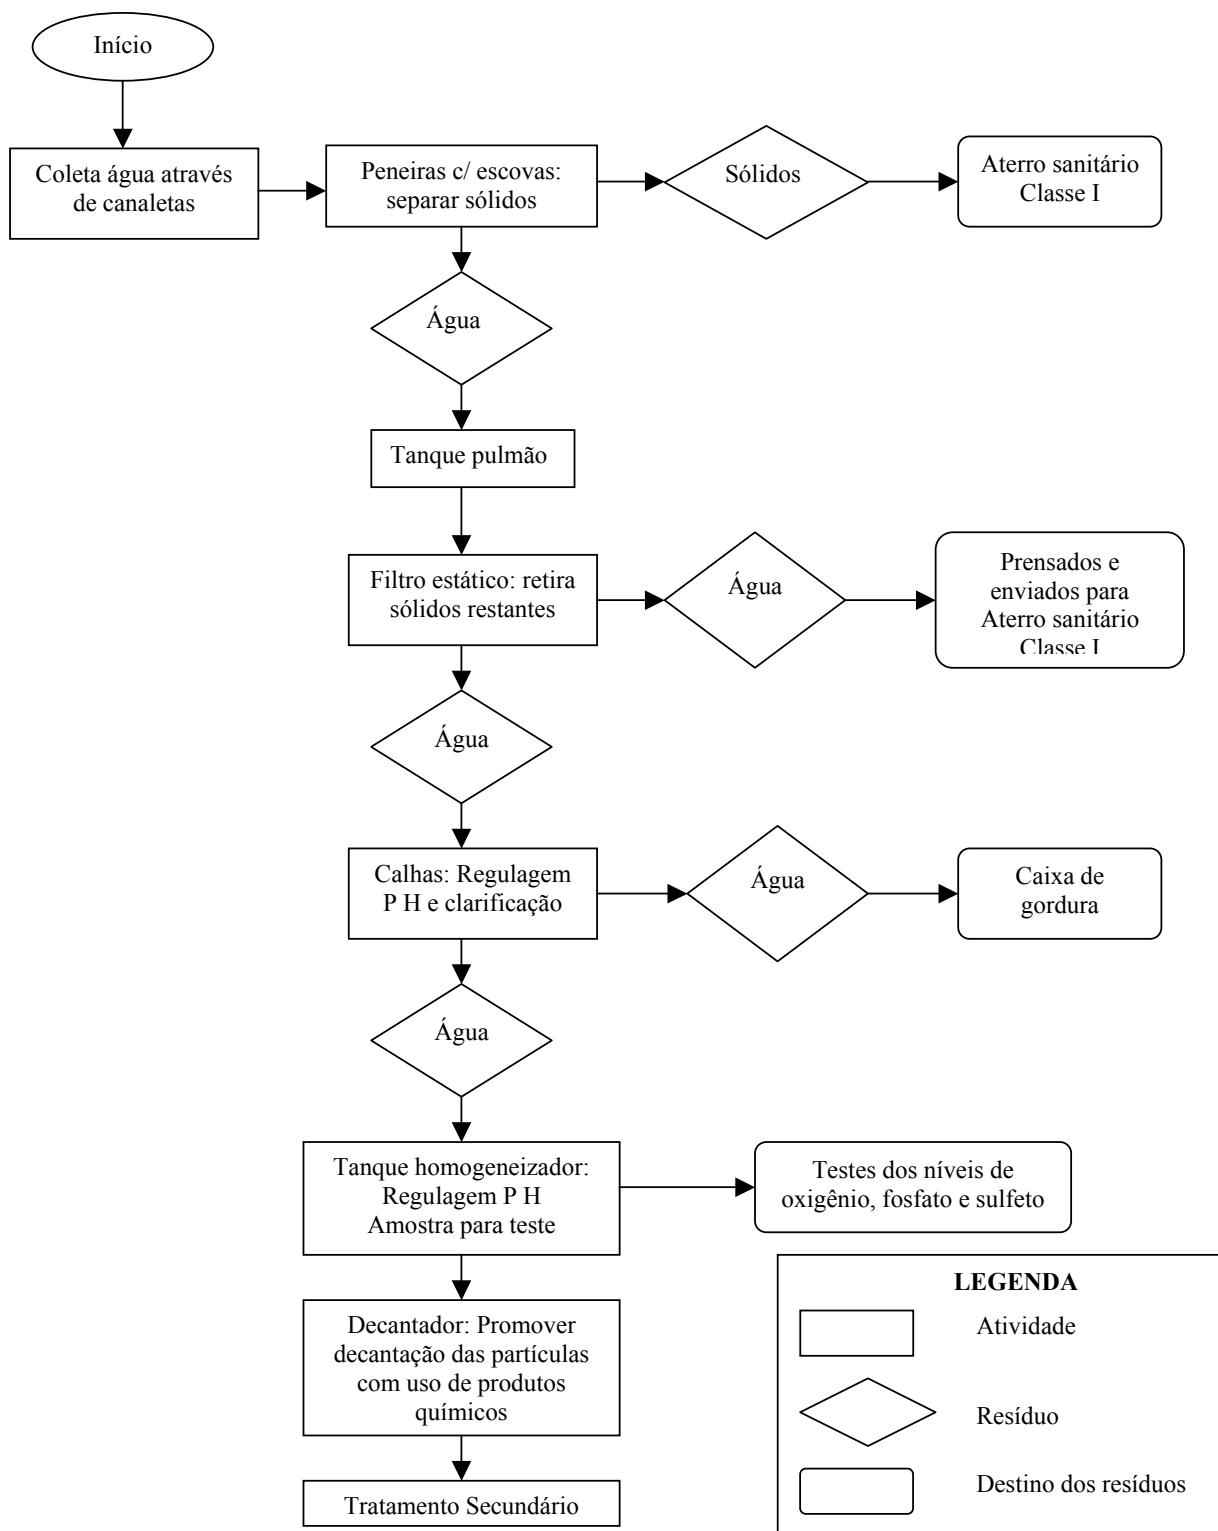 Início
Coleta água através
de canaletas
Peneiras c/ escovas:
separar sólidos
Sólidos
Aterro sanitário
Classe I
Água
Tanque pulmão
Filtro estático: retira
sólidos restantes
Água
Prensados e
enviados para
Aterro sanitário
Classe I
Água
Calhas: Regulagem
P H e clarificação
Água
Caixa de
gordura
Água
Tanque homogeneizador:
Regulagem P H
Amostra para teste
Testes dos níveis de
oxigênio, fosfato e sulfeto
Decantador: Promover
decantação das partículas
com uso de produtos
químicos
Tratamento Secundário
LEGENDA
Atividade
Resíduo
Destino dos resíduos